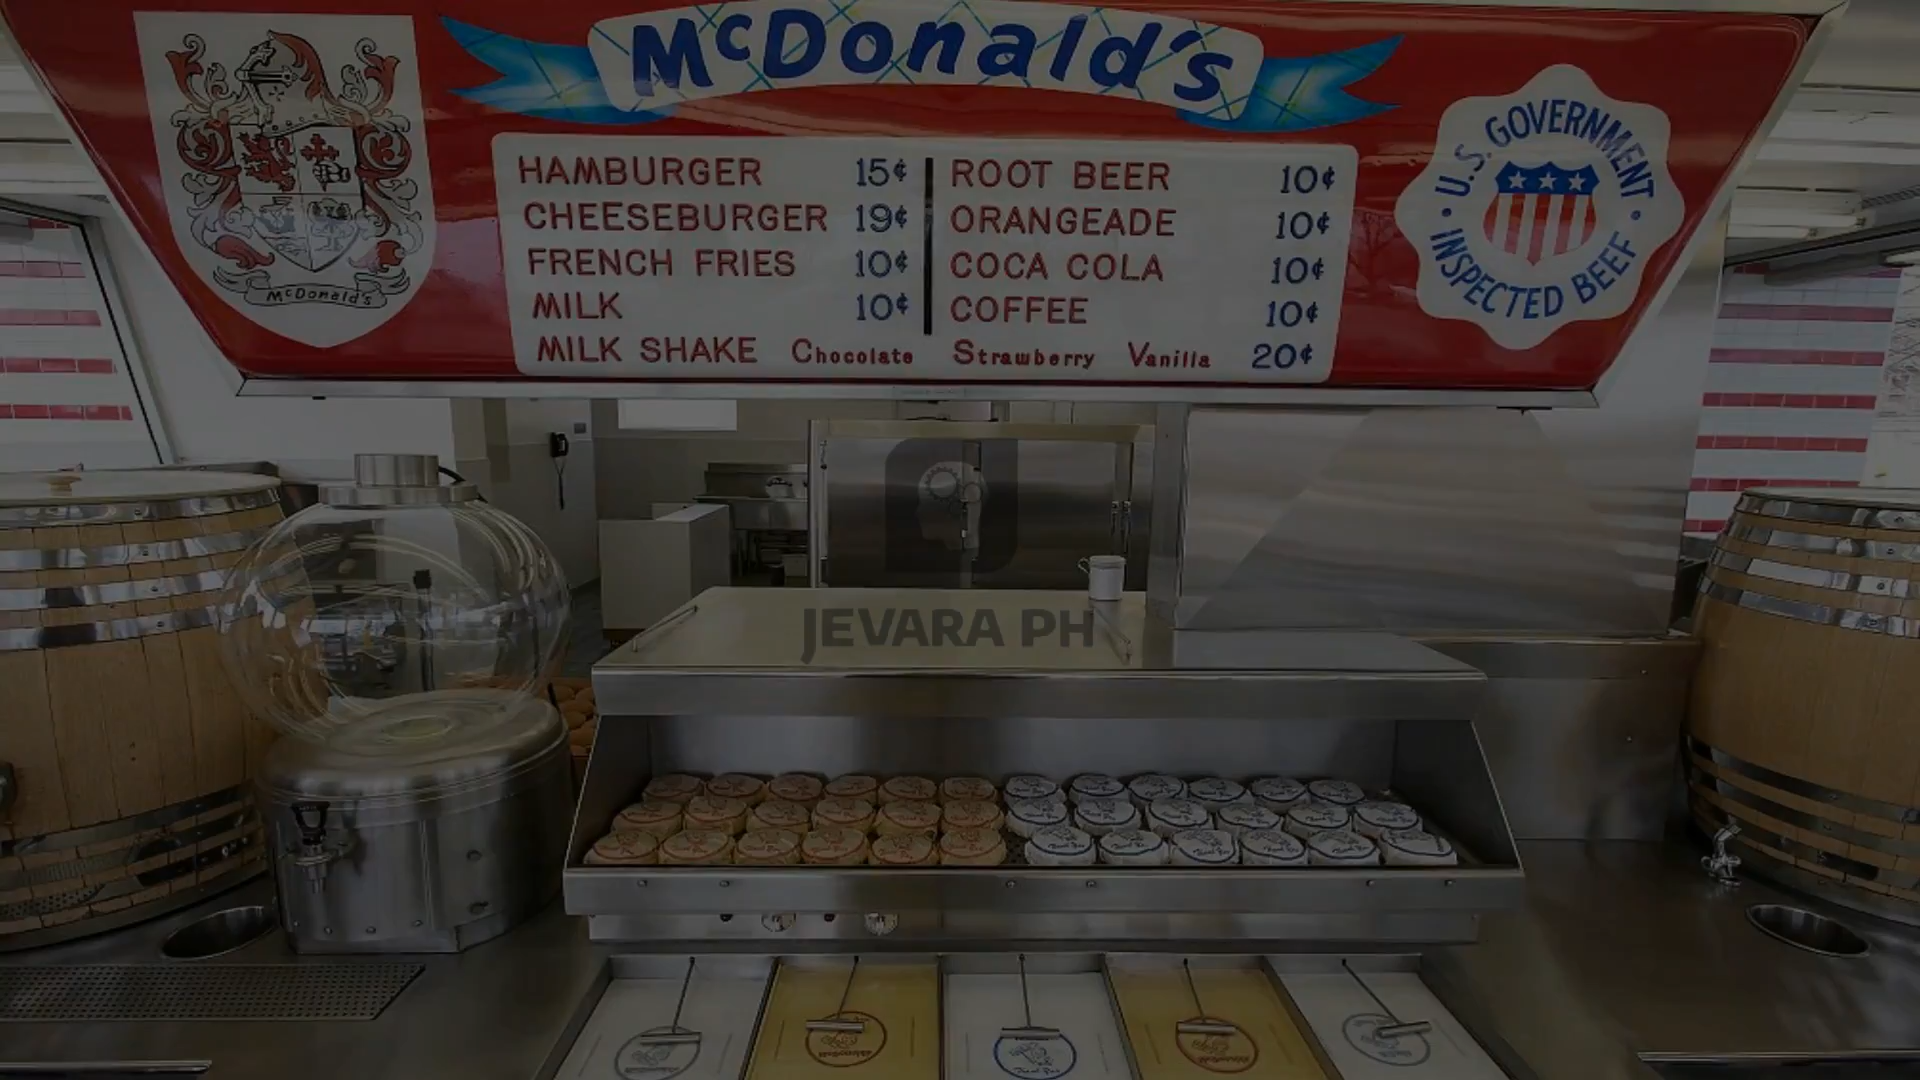 McDonald's
HAMBURGER 15¢
CHEESEBURGER 19¢
FRENCH FRIES 10¢
MILK 10¢
ROOT BEER 10¢
ORANGEADE 10¢
COCA COLA 10¢
COFFEE 10¢
MILK SHAKE Chocolate Strawberry Vanilla 20¢
McDonald's
U.S. GOVERNMENT
• INSPECTED BEEF •
JEVARA PH